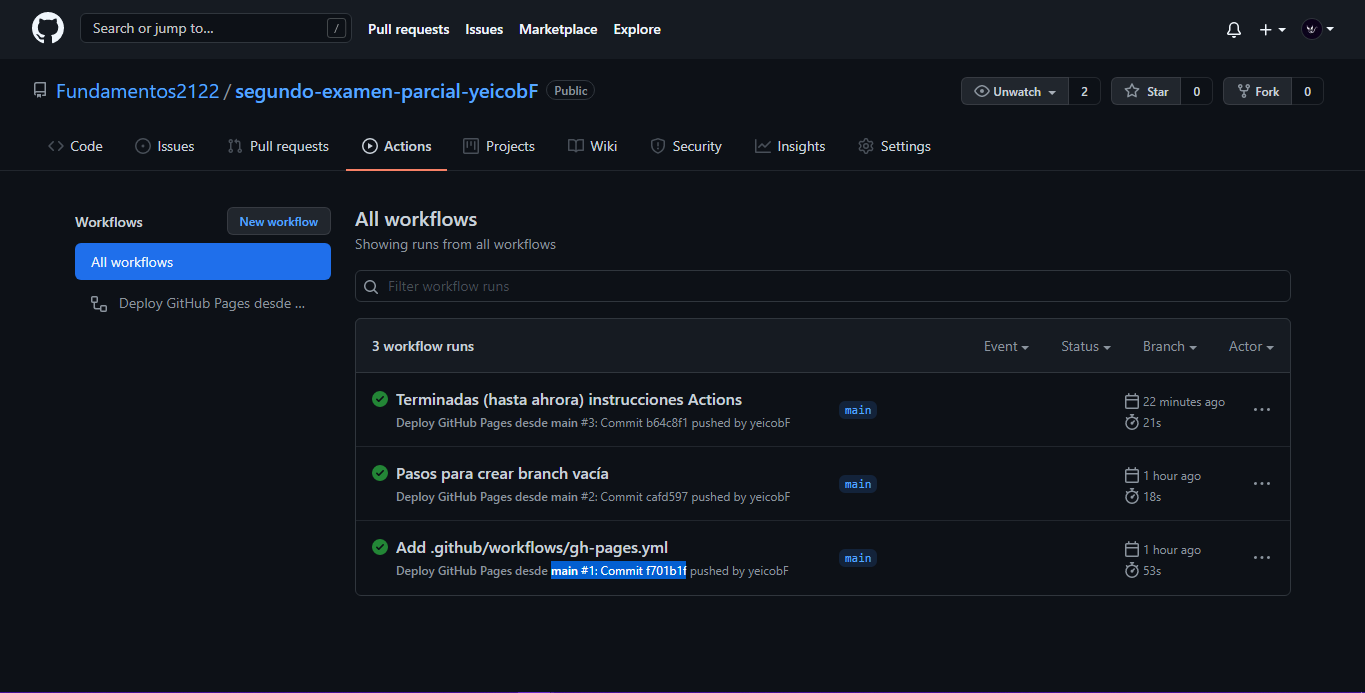 Search or jump to... /
Pull requests Issues Marketplace Explore
Fundamentos2122 / segundo-examen-parcial-yeicobF Public
Unwatch 2 Star 0 Fork 0
Code Issues Pull requests Actions Projects Wiki Security Insights Settings
Workflows
New workflow
All workflows
Deploy GitHub Pages desde ...
All workflows
Showing runs from all workflows
Filter workflow runs
3 workflow runs
Event Status Branch Actor
Terminadas (hasta ahrora) instrucciones Actions
Deploy GitHub Pages desde main #3: Commit b64c8f1 pushed by yeicobF
main
22 minutes ago
21s
Pasos para crear branch vacía
Deploy GitHub Pages desde main #2: Commit cafd597 pushed by yeicobF
main
1 hour ago
18s
Add .github/workflows/gh-pages.yml
Deploy GitHub Pages desde main #1: Commit f701b1f pushed by yeicobF
main
1 hour ago
53s